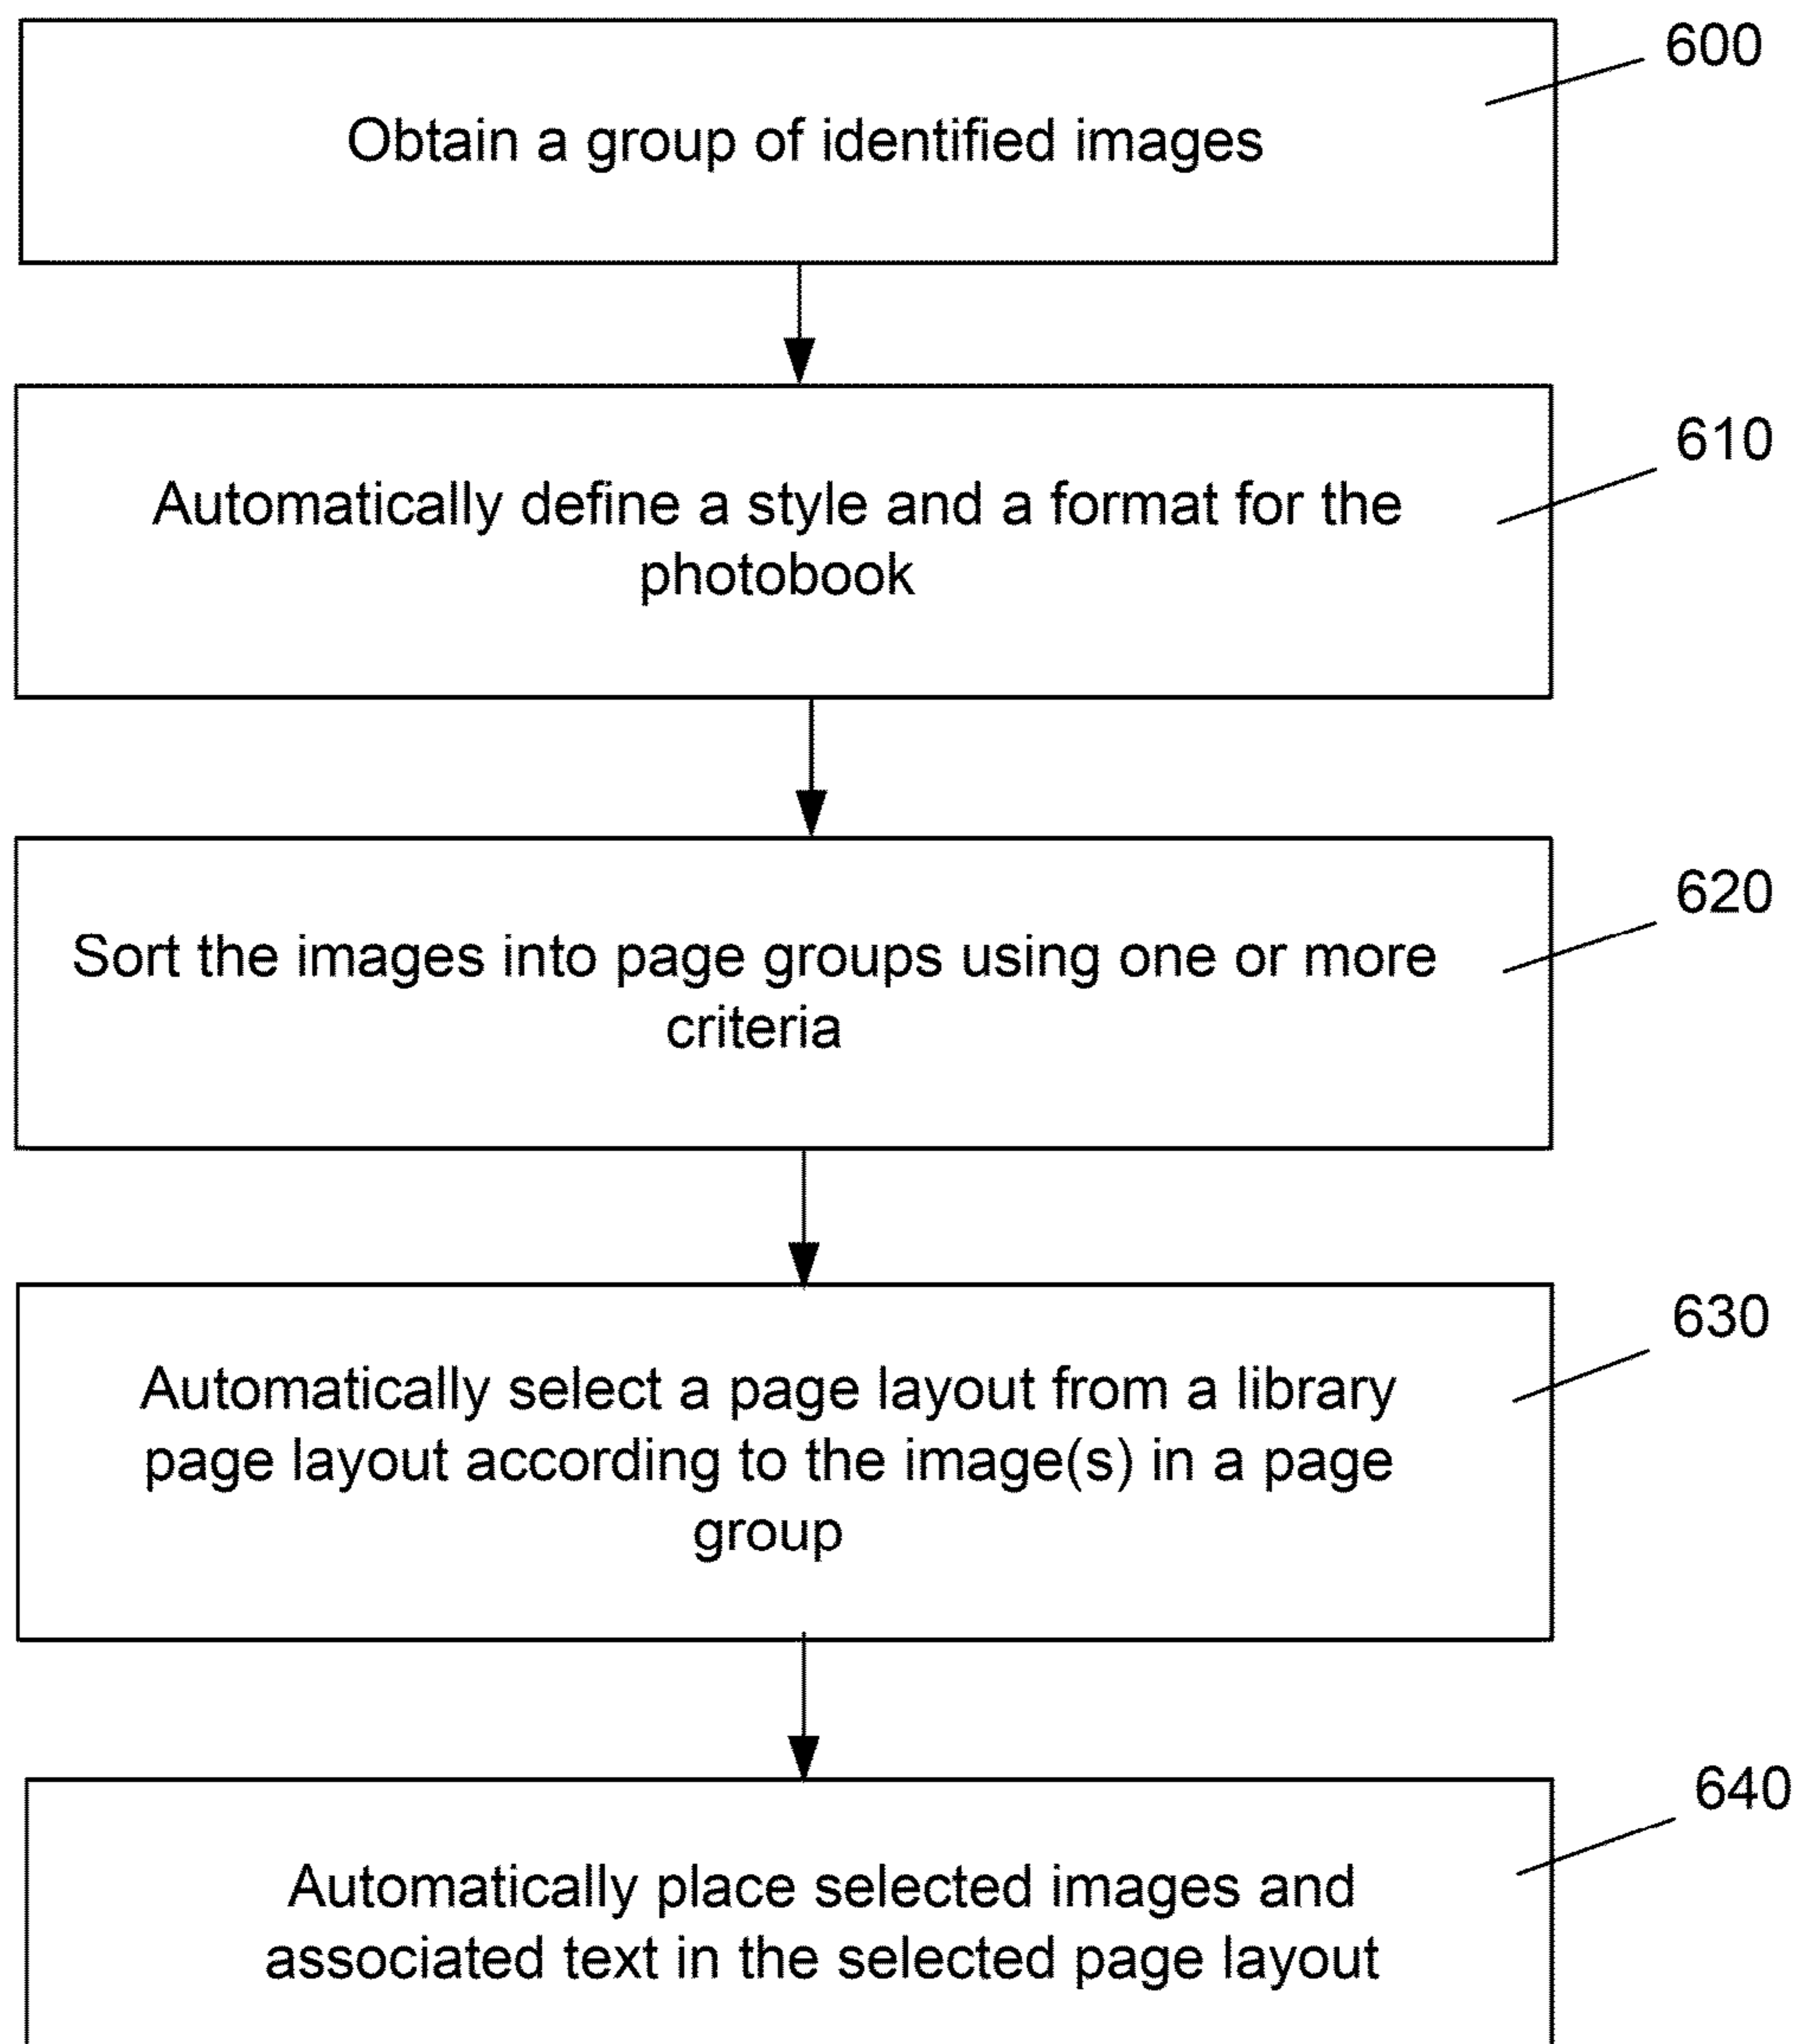 600
Obtain a group of identified images
610
Automatically define a style and a format for the
photobook
620
Sort the images into page groups using one or more
criteria
630
Automatically select a page layout from a library
page layout according to the image(s) in a page
group
640
Automatically place selected images and
associated text in the selected page layout